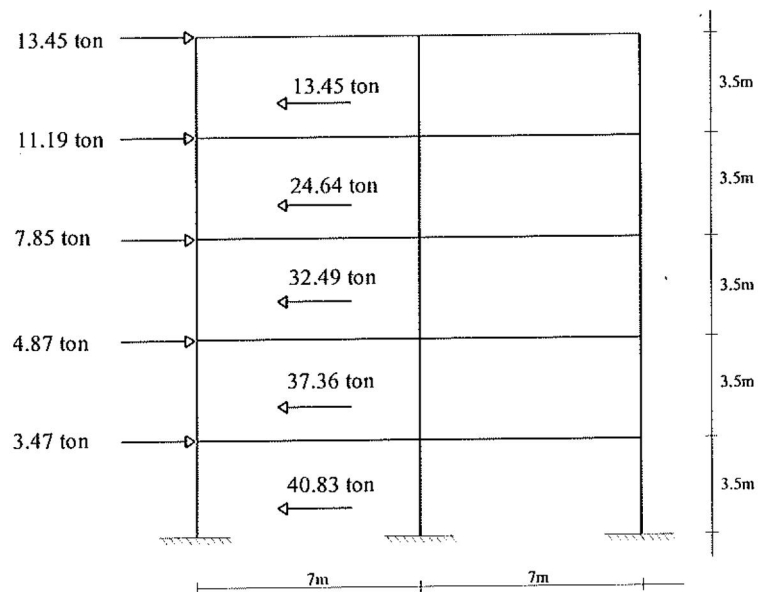 13.45 ton
13.45 ton
3.5m
11.19 ton
24.64 ton
3.5m
7.85 ton
32.49 ton
3.5m
4.87 ton
37.36 ton
3.5m
3.47 ton
40.83 ton
3.5m
7m
7m